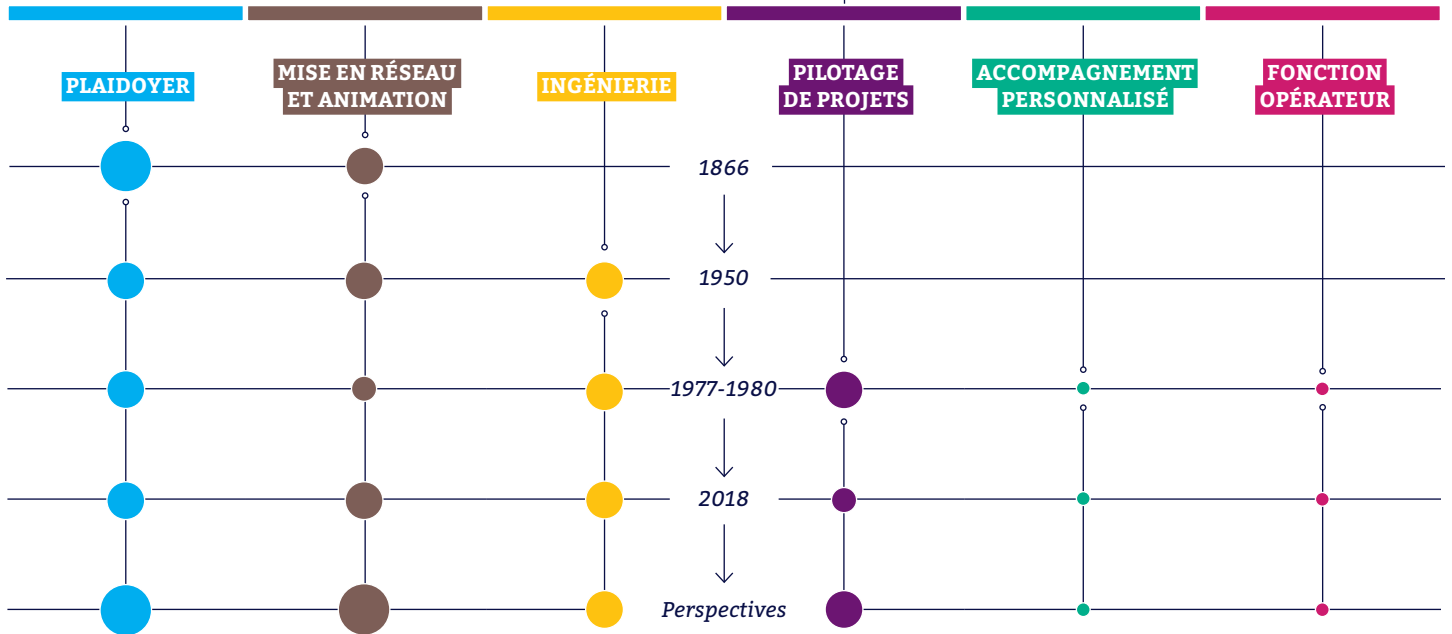 PLAIDOYER
MISE EN RÉSEAU
ET ANIMATION
INGÉNIERIE
PILOTAGE
DE PROJETS
ACCOMPAGNEMENT
PERSONNALISÉ
FONCTION
OPÉRATEUR
1866
1950
1977-1980
2018
Perspectives